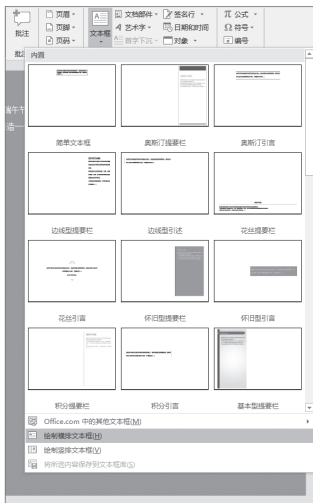 页眉 文档部件 签名行 公式
批注 页脚 文本框 艺术字 日期和时间 符号
页码 首字下沉 对象 编号
批注
内置
简单文本框 奥斯汀提要栏 奥斯汀引言
边线型提要栏 边线型引述 花丝提要栏
花丝引言 怀旧型提要栏 怀旧型引言
积分提要栏 积分引言 基本型提要栏
Office.com 中的其他文本框(M)
绘制横排文本框(H)
绘制竖排文本框(V)
将所选内容保存到文本框库(S)